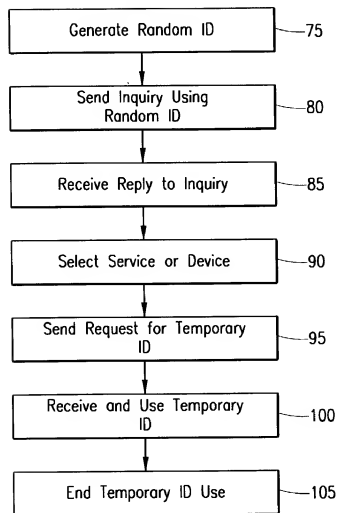 Generate Random ID
75
Send Inquiry Using
Random ID
80
Receive Reply to Inquiry
85
Select Service or Device
90
Send Request for Temporary
ID
95
Receive and Use Temporary
ID
100
End Temporary ID Use
105